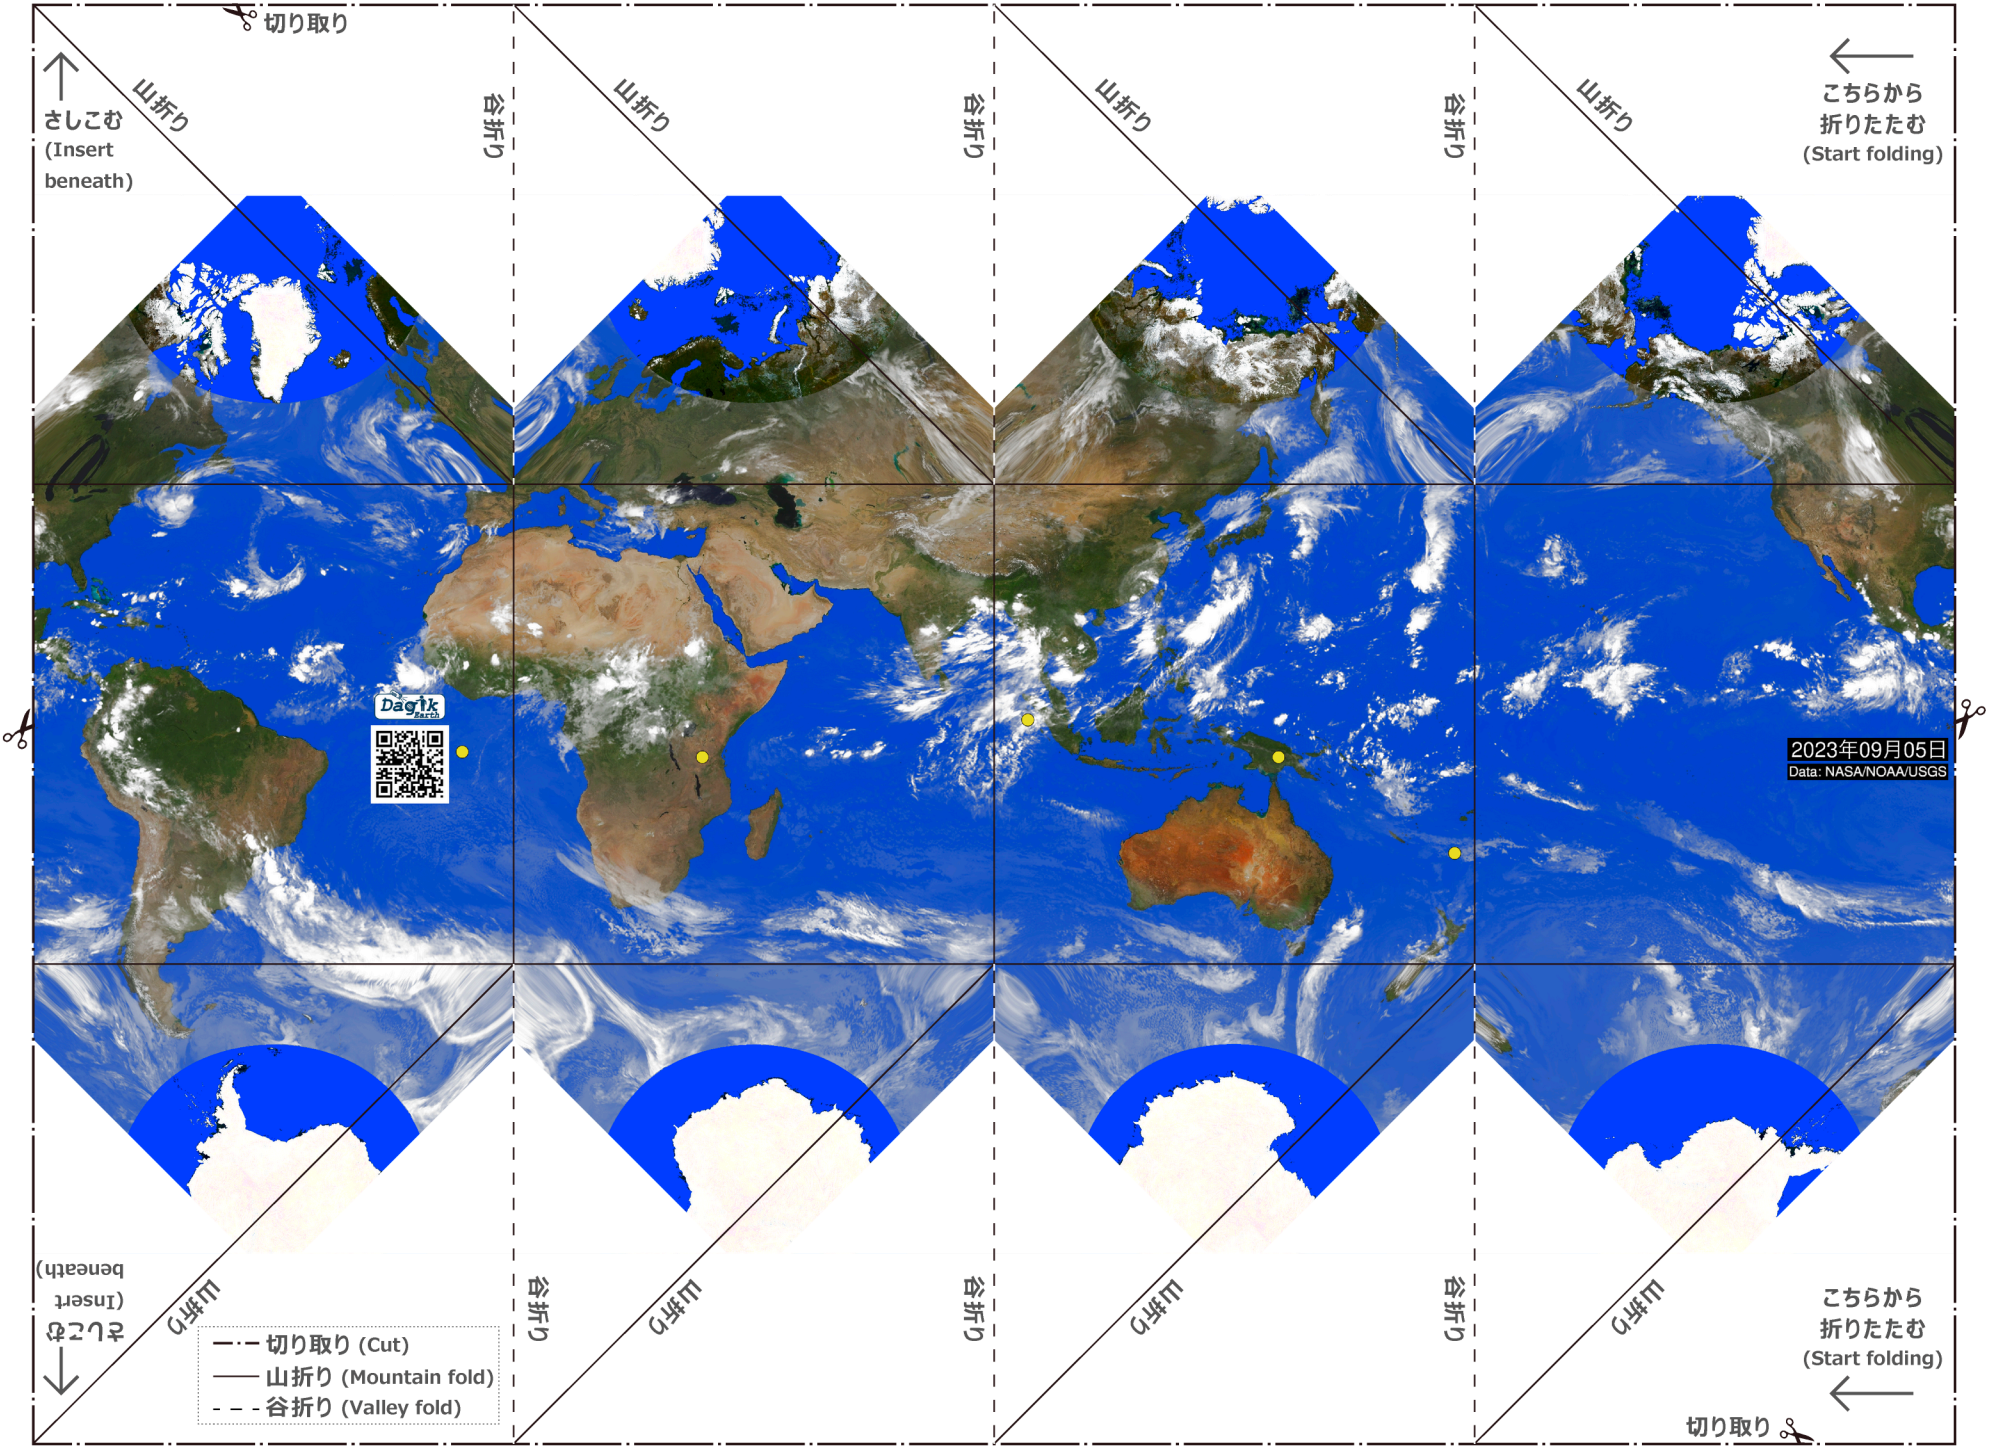 切り取り
さしこむ
(Insert
beneath)
山折り
谷折り
山折り
谷折り
山折り
谷折り
山折り
こちらから
折りたたむ
(Start folding)
Dagik
Earth
2023年09月05日
Data: NASA/NOAA/USGS
さしこむ
(Insert
beneath)
山折り
谷折り
山折り
谷折り
山折り
谷折り
山折り
こちらから
折りたたむ
(Start folding)
切り取り (Cut)
山折り (Mountain fold)
谷折り (Valley fold)
切り取り